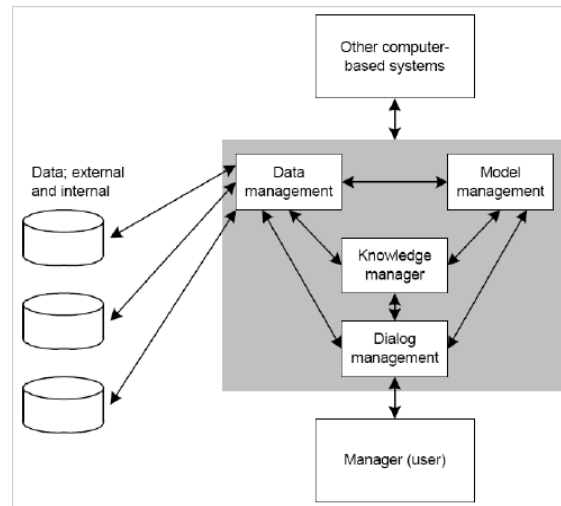 Other computer-
based systems
Data; external
and internal
Data
management
Model
management
Knowledge
manager
Dialog
management
Manager (user)